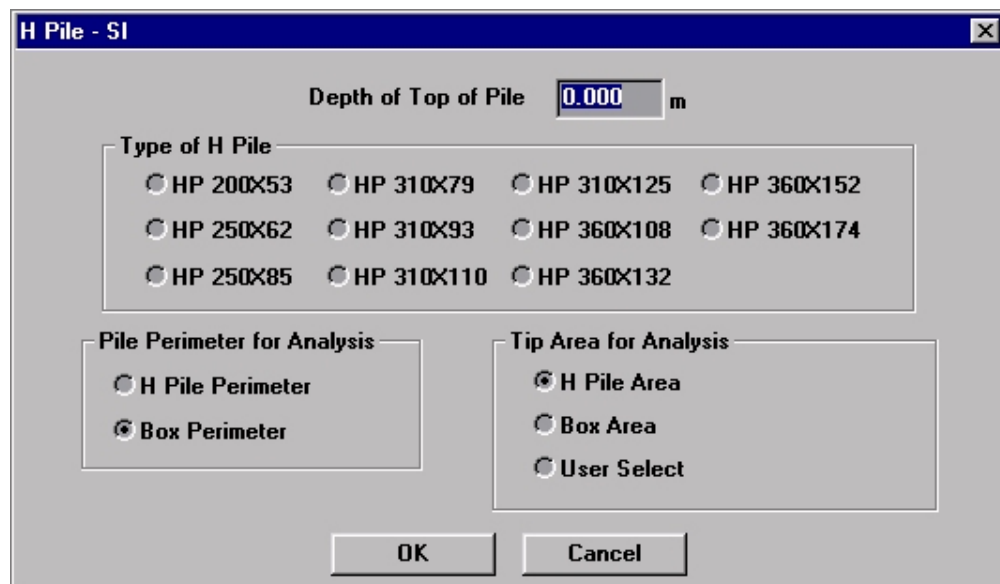 H Pile - SI
Depth of Top of Pile 0.000 m
Type of H Pile
HP 200X53 HP 310X79 HP 310X125 HP 360X152
HP 250X62 HP 310X93 HP 360X108 HP 360X174
HP 250X85 HP 310X110 HP 360X132
Pile Perimeter for Analysis
H Pile Perimeter
Box Perimeter
Tip Area for Analysis
H Pile Area
Box Area
User Select
OK Cancel